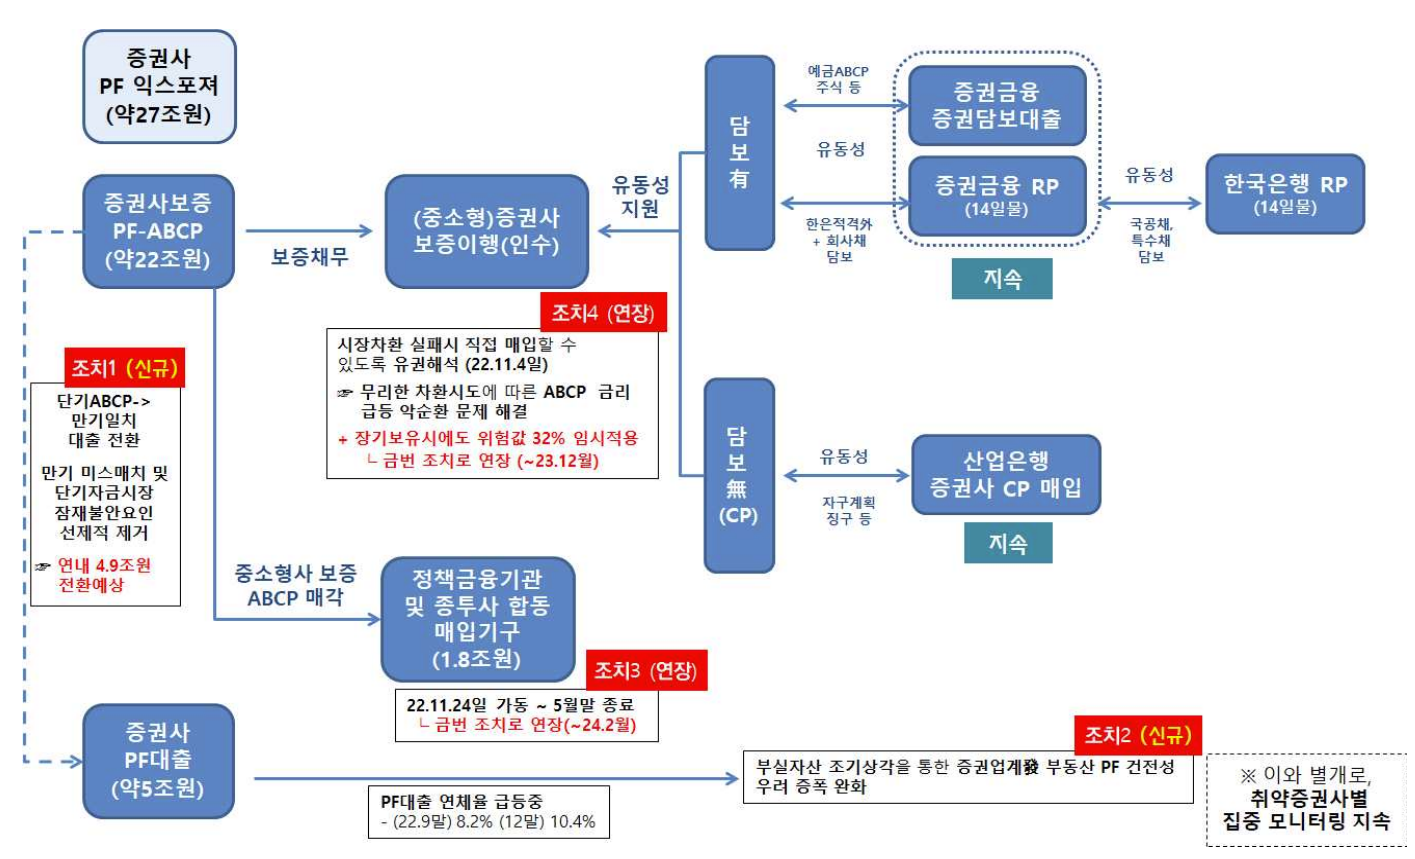 증권사
PF 익스포져
(약27조원)
증권사보증
PF-ABCP
(약22조원)
보증채무
(중소형)증권사
보증이행(인수)
유동성
지원
담
보
有
예금ABCP
주식 등
유동성
한은적격外
+ 회사채
담보
증권금융
증권담보대출
증권금융 RP
(14일물)
지속
유동성
국공채,
특수채
담보
한국은행 RP
(14일물)
조치4 (연장)
시장차환 실패시 직접 매입할 수
있도록 유권해석 (22.11.4일)
☞ 무리한 차환시도에 따른 ABCP 금리
급등 악순환 문제 해결
+ 장기보유시에도 위험값 32% 임시적용
└ 금번 조치로 연장 (~23.12월)
조치1 (신규)
단기ABCP->
만기일치
대출 전환
만기 미스매치 및
단기자금시장
잠재불안요인
선제적 제거
☞ 연내 4.9조원
전환예상
담
보
無
(CP)
유동성
자구계획
징구 등
산업은행
증권사 CP 매입
지속
중소형사 보증
ABCP 매각
정책금융기관
및 종투사 합동
매입기구
(1.8조원)
조치3 (연장)
22.11.24일 가동 ~ 5월말 종료
└ 금번 조치로 연장(~24.2월)
증권사
PF대출
(약5조원)
PF대출 연체율 급등중
- (22.9말) 8.2% (12말) 10.4%
조치2 (신규)
부실자산 조기상각을 통한 증권업계發 부동산 PF 건전성
우려 증폭 완화
※ 이와 별개로,
취약증권사별
집중 모니터링 지속